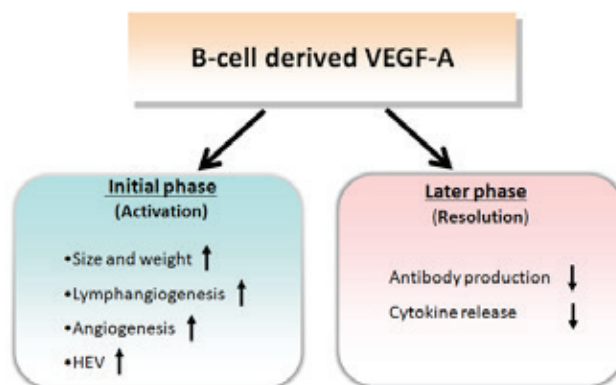 B-cell derived VEGF-A
Initial phase
(Activation)
•Size and weight ↑
•Lymphangiogenesis ↑
•Angiogenesis ↑
•HEV ↑
Later phase
(Resolution)
Antibody production ↓
Cytokine release ↓